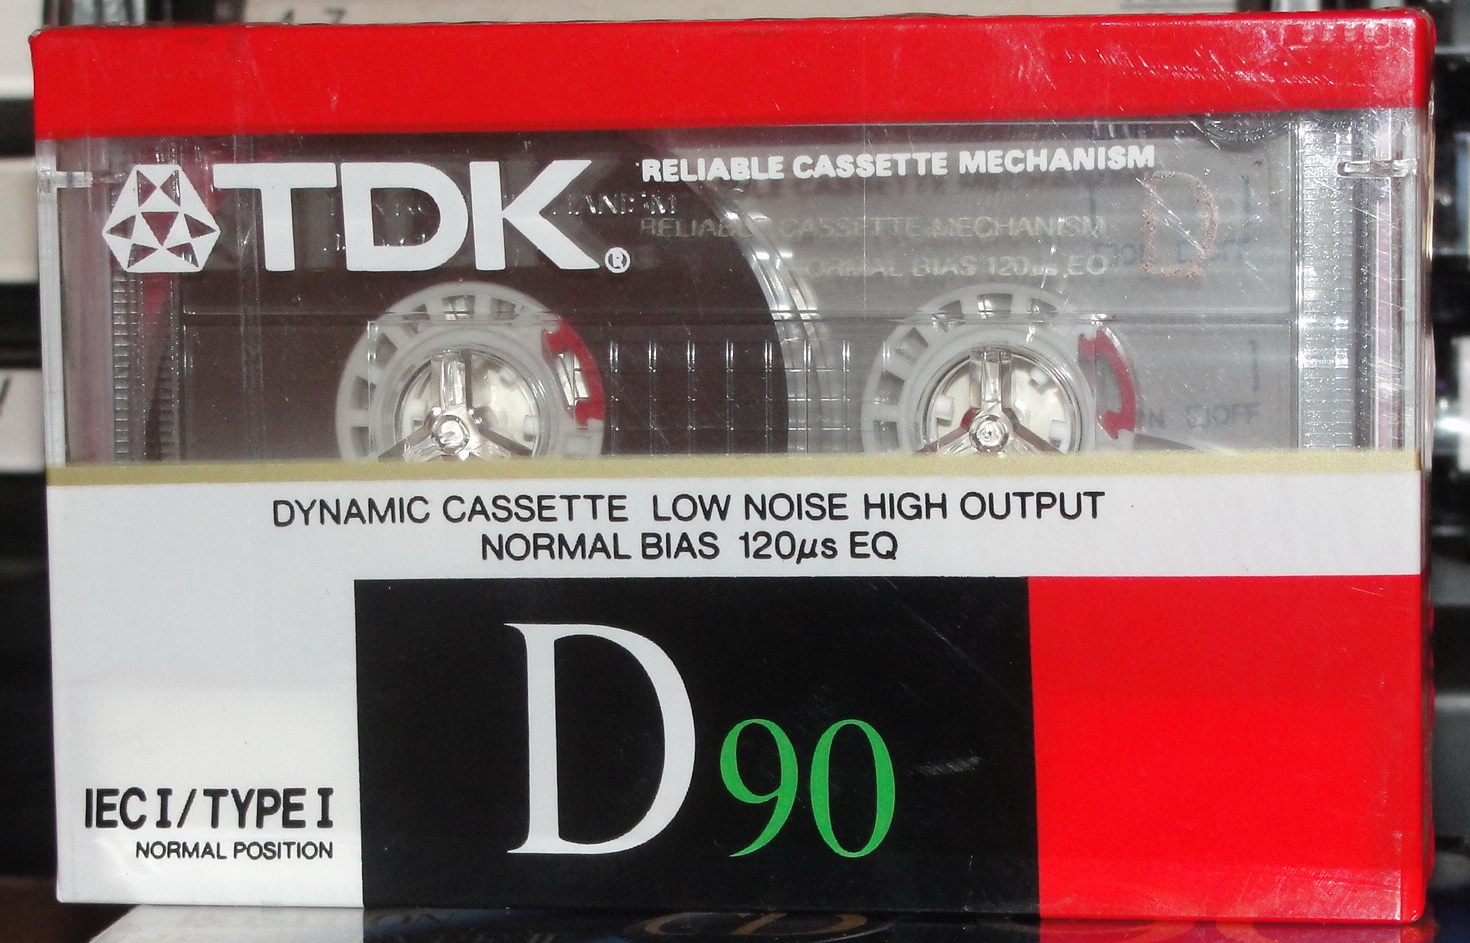 TDK®
RELIABLE CASSETTE MECHANISM
RELIABLE CASSETTE MECHANISM
NORMAL BIAS 120µs EQ
D
OFF
DYNAMIC CASSETTE LOW NOISE HIGH OUTPUT
NORMAL BIAS 120µs EQ
D90
IEC I/TYPE I
NORMAL POSITION